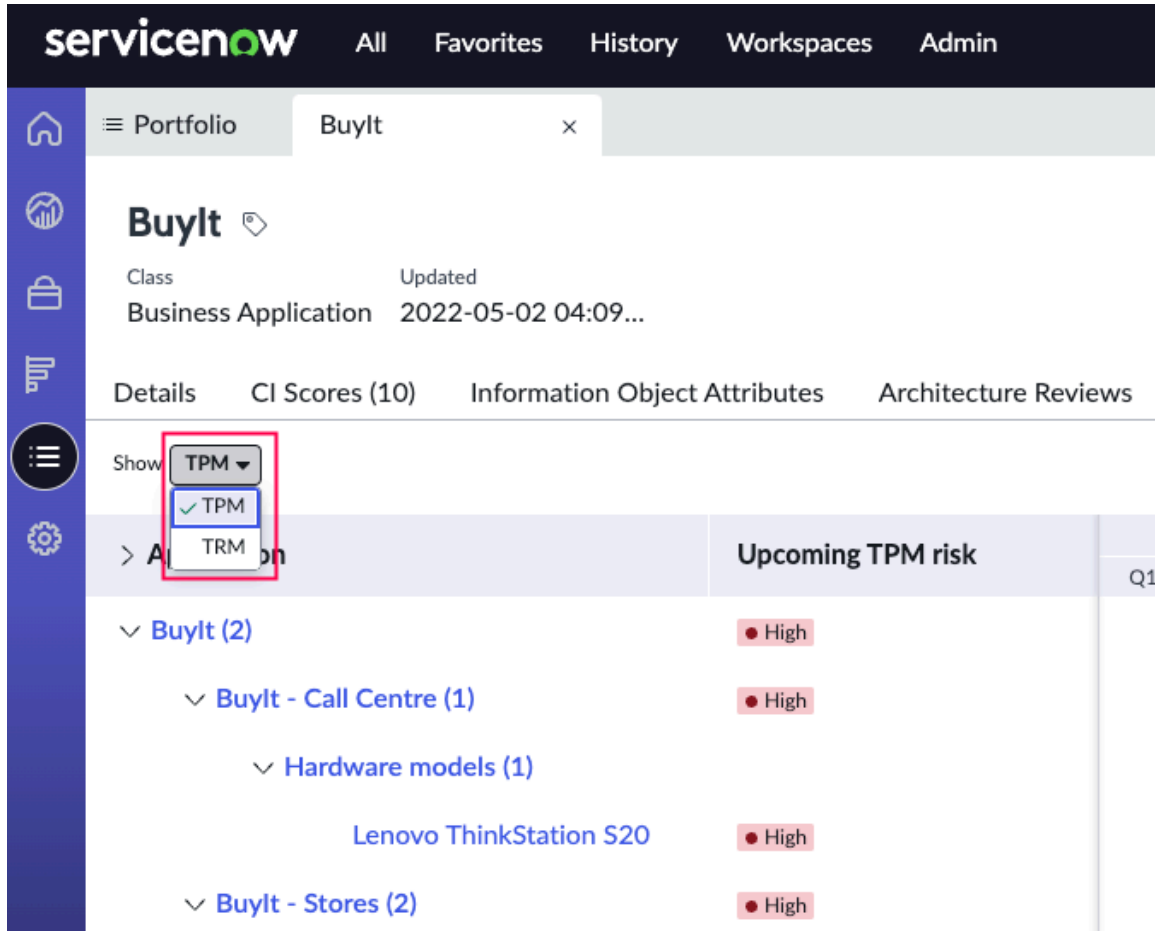 servicenow All Favorites History Workspaces Admin
Portfolio BuyIt ×
BuyIt
Class Updated
Business Application 2022-05-02 04:09...
Details CI Scores (10) Information Object Attributes Architecture Reviews
Show TPM
TPM
TRM
Upcoming TPM risk
Q1
BuyIt (2) High
BuyIt - Call Centre (1) High
Hardware models (1)
Lenovo ThinkStation S20 High
BuyIt - Stores (2) High